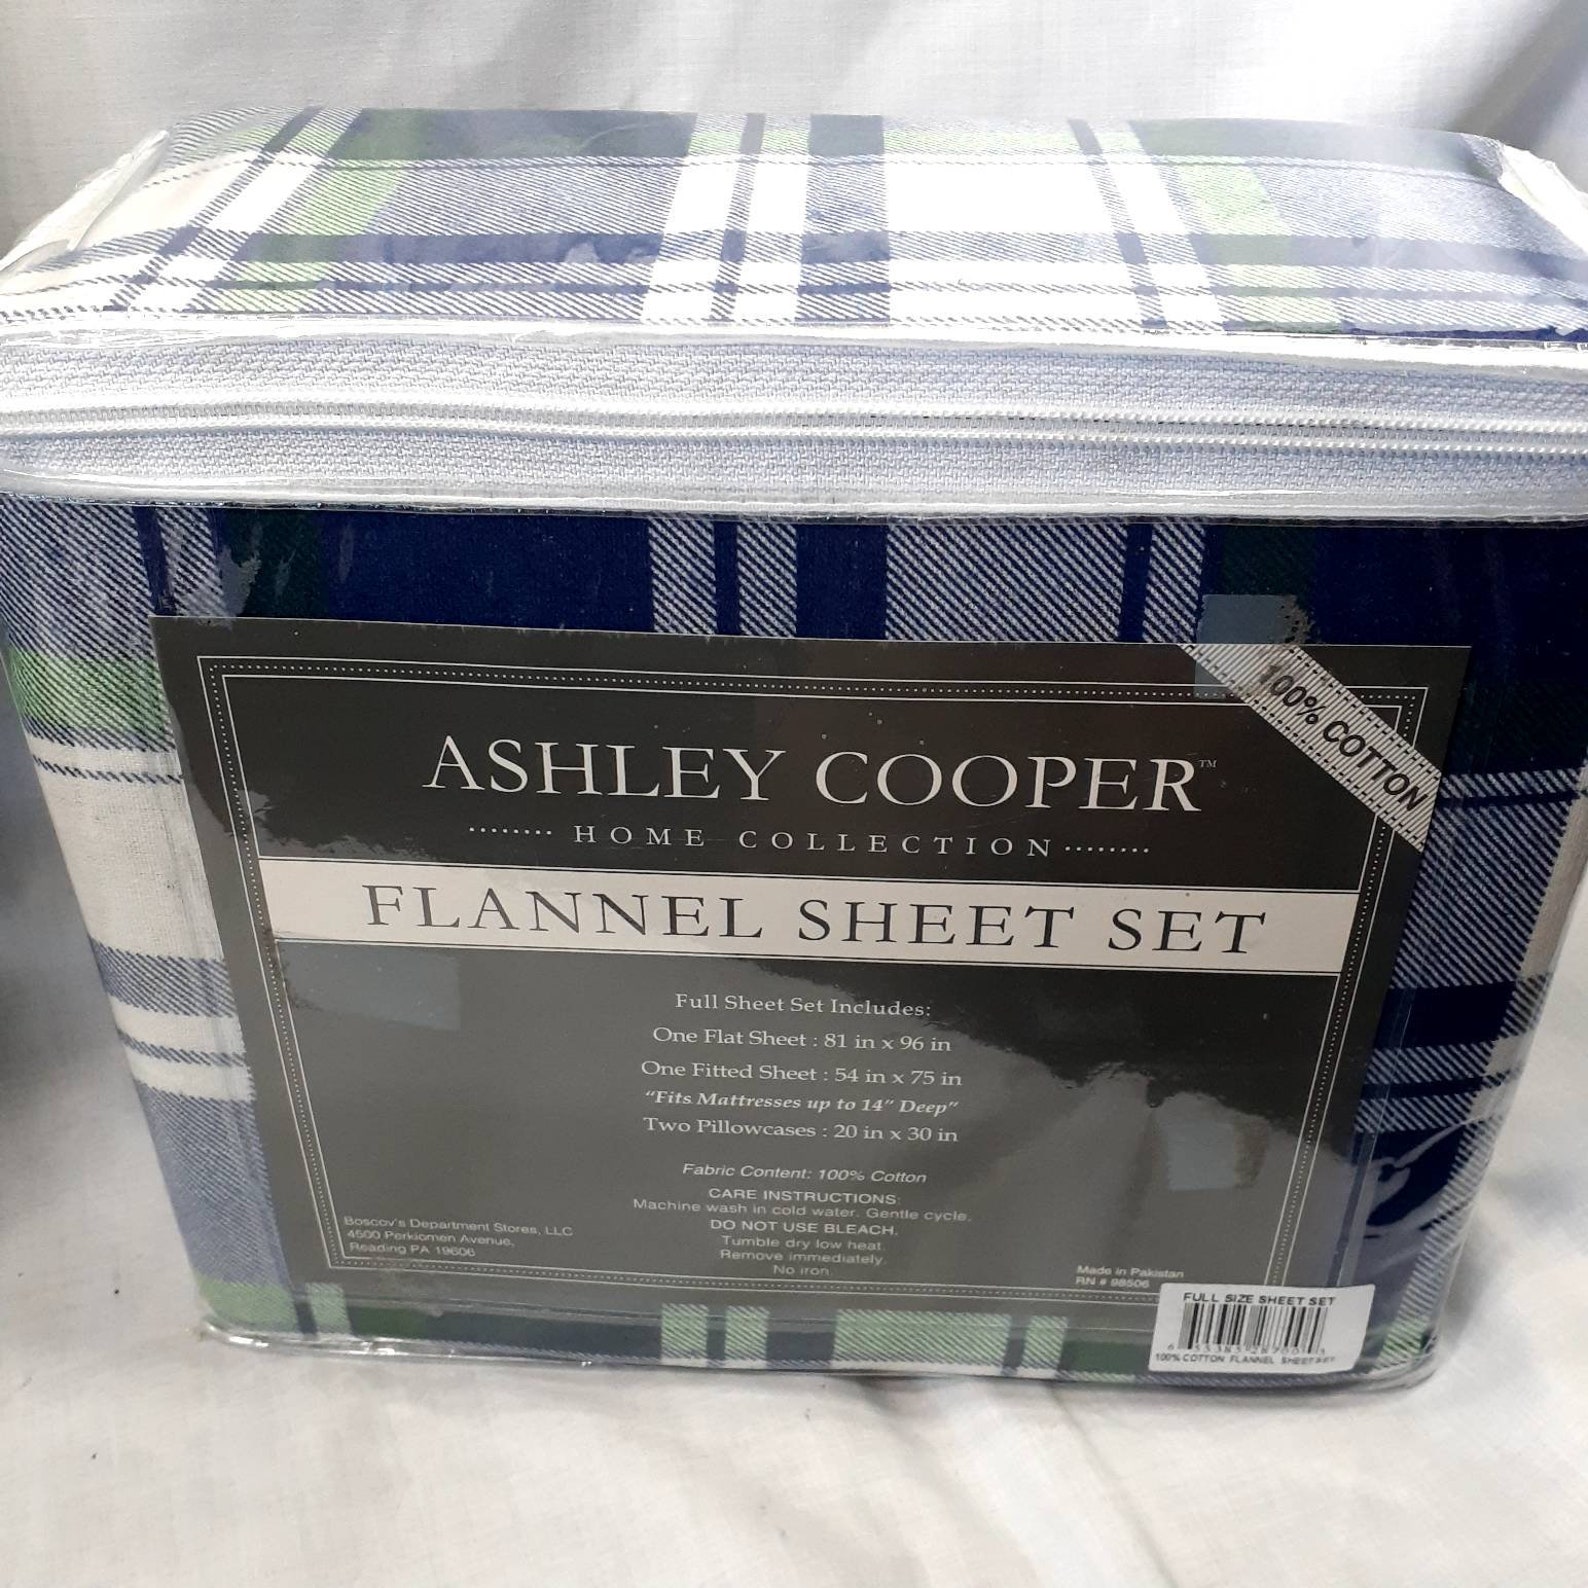 100% COTTON
ASHLEY COOPER™
HOME COLLECTION
FLANNEL SHEET SET
Full Sheet Set Includes:
One Flat Sheet : 81 in x 96 in
One Fitted Sheet : 54 in x 75 in
"Fits Mattresses up to 14" Deep"
Two Pillowcases : 20 in x 30 in
Fabric Content: 100% Cotton
CARE INSTRUCTIONS:
Machine wash in cold water. Gentle cycle.
DO NOT USE BLEACH.
Tumble dry low heat.
Remove immediately.
No iron
Boscov's Department Stores, LLC
4500 Perkiomen Avenue,
Reading PA 19606
Made in Pakistan
RN # 98506
FULL SIZE SHEET SET
100% COTTON FLANNEL SHEET SET